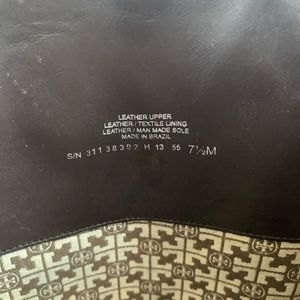 LEATHER UPPER
LEATHER / TEXTILE LINING
LEATHER / MAN MADE SOLE
MADE IN BRAZIL
S/N 31138392 H 13 55 7½M